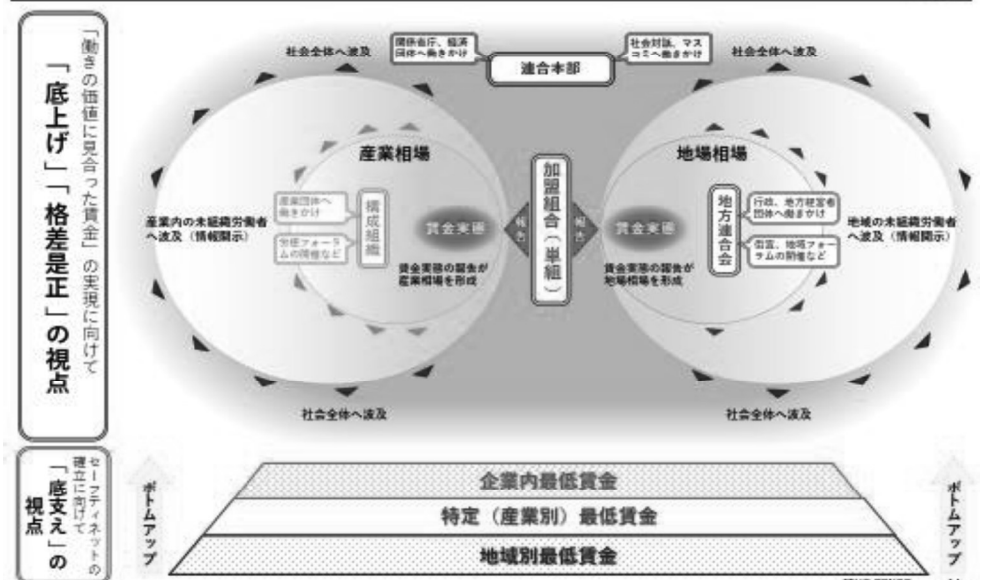 「働きの価値に見合った賃金」の実現に向けて
「底上げ」「格差是正」の視点
社会全体へ波及
関係省庁、経済
団体へ働きかけ
連合本部
社会対話、マス
コミへ働きかけ
社会全体へ波及
産業相場
産業団体へ
働きかけ
労使フォーラ
ムの開催など
構成組織
産業内の未組織労働者
へ波及（情報開示）
賃金実態
賃金実態の報告が
産業相場を形成
報告
加盟組合（単組）
報告
地場相場
賃金実態
賃金実態の報告が
地場相場を形成
地方連合会
行政、地方経営者
団体へ働きかけ
地域フォー
ラムの開催など
地域の未組織労働者
へ波及（情報開示）
社会全体へ波及
社会全体へ波及
セーフティネットの
確立に向けて
「底支え」の
視点
ボトムアップ
企業内最低賃金
特定（産業別）最低賃金
地域別最低賃金
ボトムアップ